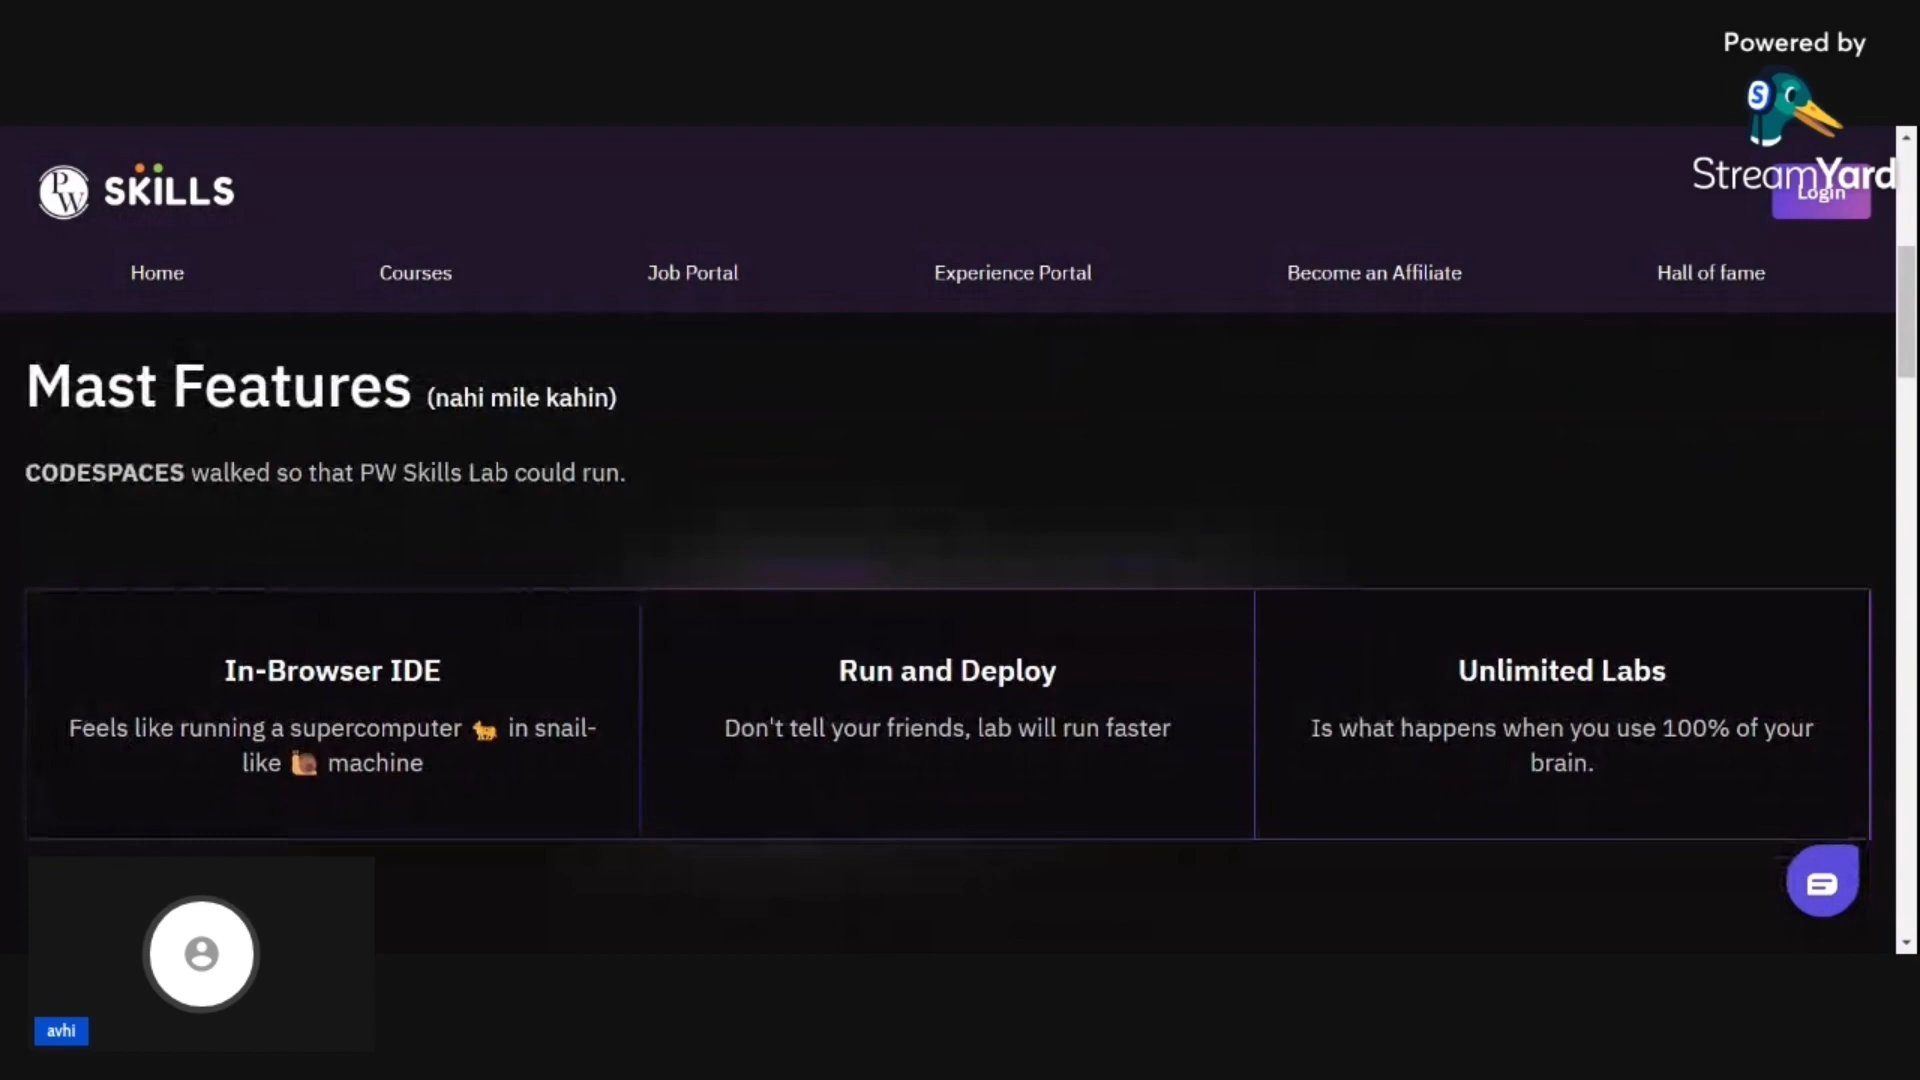 Powered by
S
StreamYard
PW SKILLS
Login
Home Courses Job Portal Experience Portal Become an Affiliate Hall of fame
Mast Features (nahi mile kahin)
CODESPACES walked so that PW Skills Lab could run.
In-Browser IDE
Feels like running a supercomputer 🐆 in snail-
like 🐌 machine
Run and Deploy
Don't tell your friends, lab will run faster
Unlimited Labs
Is what happens when you use 100% of your
brain.
avhi